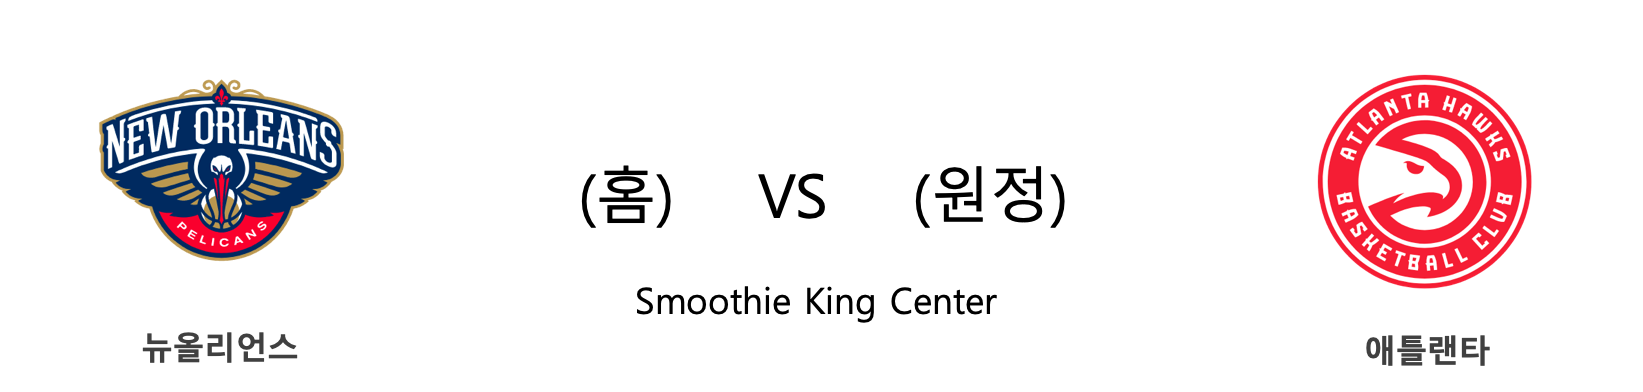 NEW ORLEANS
PELICANS
뉴올리언스
(홈) VS (원정)
Smoothie King Center
ATLANTA HAWKS
BASKETBALL CLUB
애틀랜타